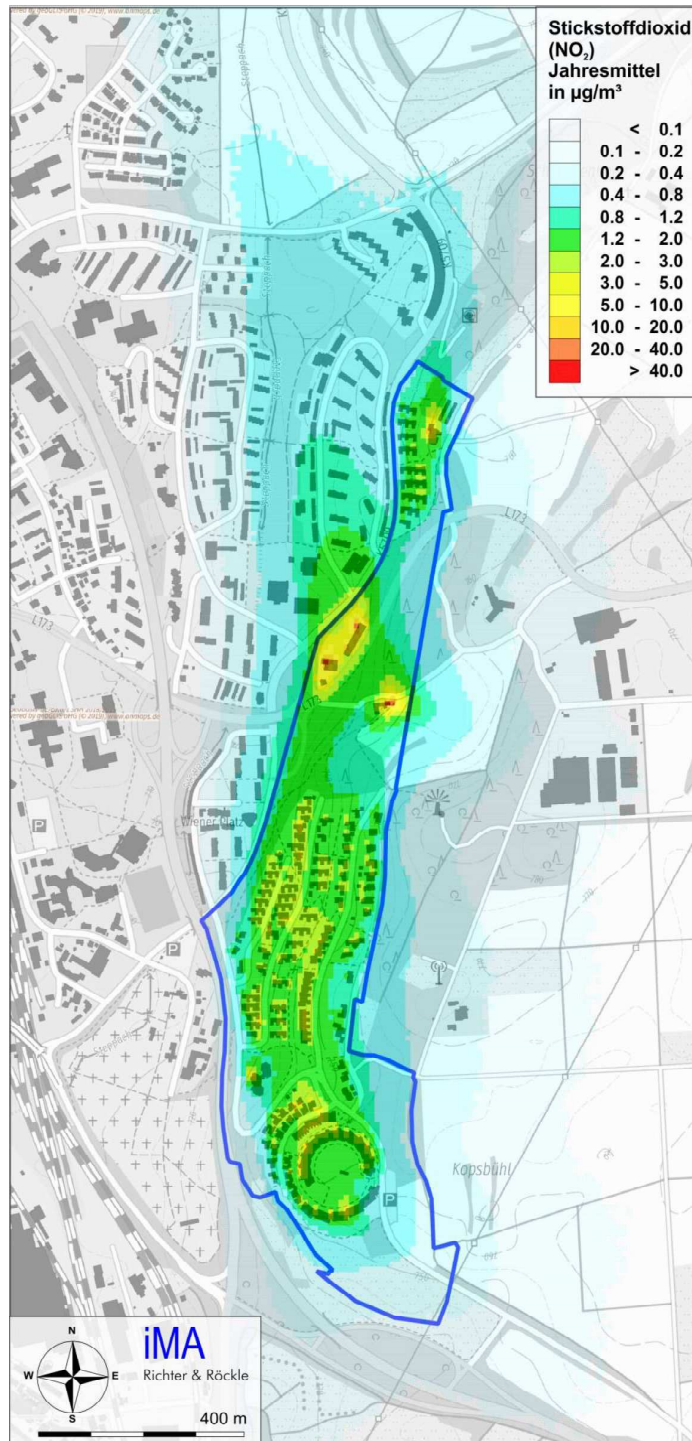 Stickstoffdioxid
(NO₂)
Jahresmittel
in µg/m³
< 0.1
0.1 - 0.2
0.2 - 0.4
0.4 - 0.8
0.8 - 1.2
1.2 - 2.0
2.0 - 3.0
3.0 - 5.0
5.0 - 10.0
10.0 - 20.0
20.0 - 40.0
> 40.0
L173
L173
Wiener Platz
P
P
P
Kopsbühl
N
W
E
S
iMA
Richter & Röckle
400 m